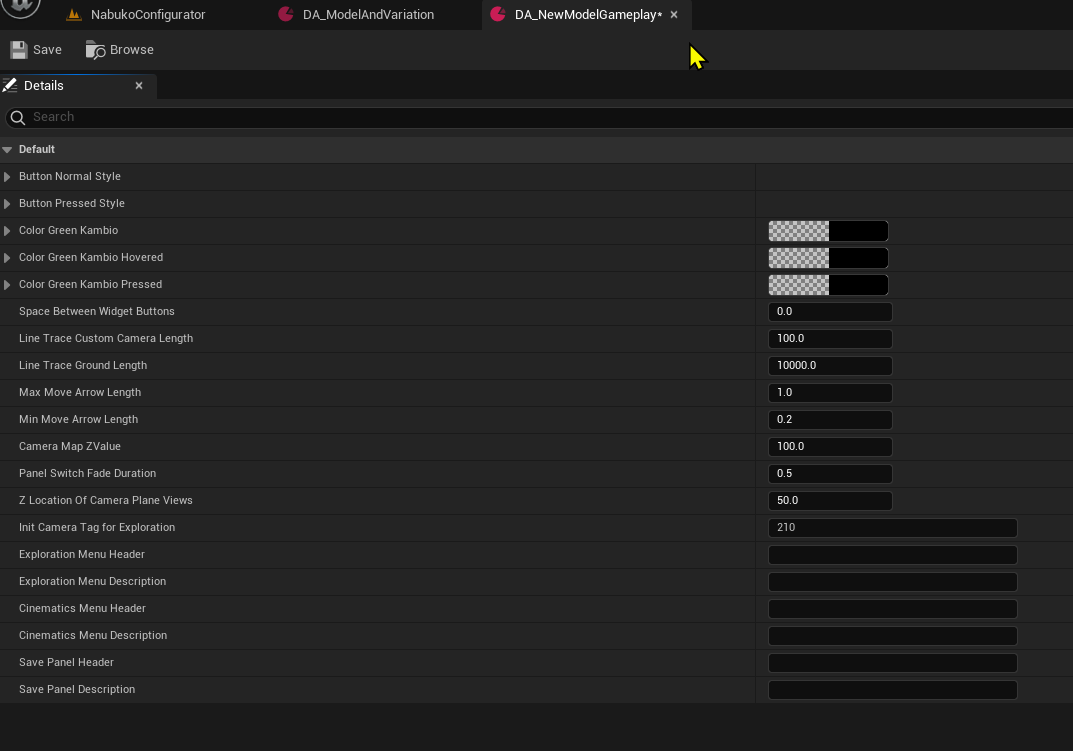 NabukoConfigurator DA_ModelAndVariation DA_NewModelGameplay*
Save Browse
Details
Search
Default
Button Normal Style
Button Pressed Style
Color Green Kambio
Color Green Kambio Hovered
Color Green Kambio Pressed
Space Between Widget Buttons 0.0
Line Trace Custom Camera Length 100.0
Line Trace Ground Length 10000.0
Max Move Arrow Length 1.0
Min Move Arrow Length 0.2
Camera Map ZValue 100.0
Panel Switch Fade Duration 0.5
Z Location Of Camera Plane Views 50.0
Init Camera Tag for Exploration 210
Exploration Menu Header
Exploration Menu Description
Cinematics Menu Header
Cinematics Menu Description
Save Panel Header
Save Panel Description